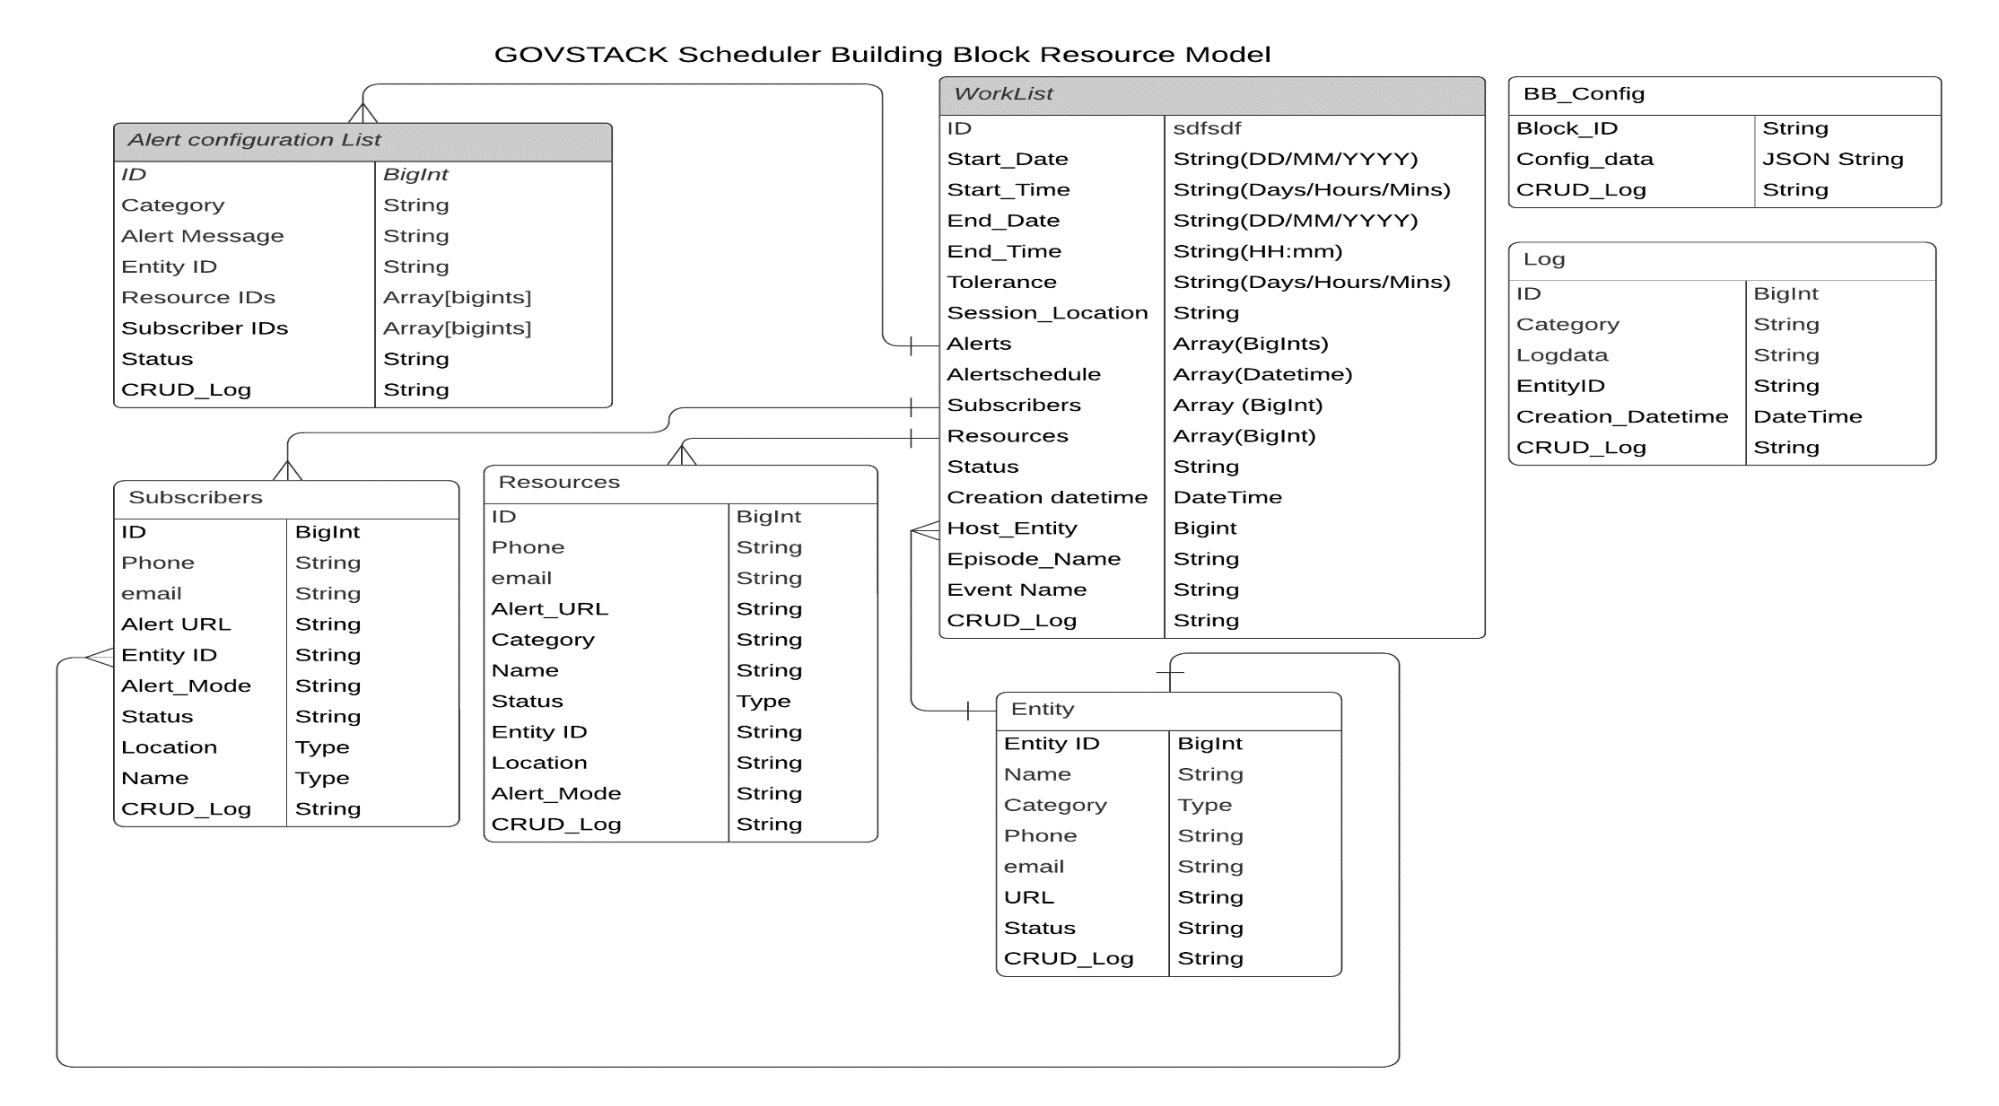 GOVSTACK Scheduler Building Block Resource Model
Alert configuration List
ID BigInt
Category String
Alert Message String
Entity ID String
Resource IDs Array[bigints]
Subscriber IDs Array[bigints]
Status String
CRUD_Log String
WorkList
ID sdfsdf
Start_Date String(DD/MM/YYYY)
Start_Time String(Days/Hours/Mins)
End_Date String(DD/MM/YYYY)
End_Time String(HH:mm)
Tolerance String(Days/Hours/Mins)
Session_Location String
Alerts Array(BigInts)
Alertschedule Array(Datetime)
Subscribers Array (BigInt)
Resources Array(BigInt)
Status String
Creation datetime DateTime
Host_Entity Bigint
Episode_Name String
Event Name String
CRUD_Log String
BB_Config
Block_ID String
Config_data JSON String
CRUD_Log String
Log
ID BigInt
Category String
Logdata String
EntityID String
Creation_Datetime DateTime
CRUD_Log String
Subscribers
ID BigInt
Phone String
email String
Alert URL String
Entity ID String
Alert_Mode String
Status String
Location Type
Name Type
CRUD_Log String
Resources
ID BigInt
Phone String
email String
Alert_URL String
Category String
Name String
Status Type
Entity ID String
Location String
Alert_Mode String
CRUD_Log String
Entity
Entity ID BigInt
Name String
Category Type
Phone String
email String
URL String
Status String
CRUD_Log String